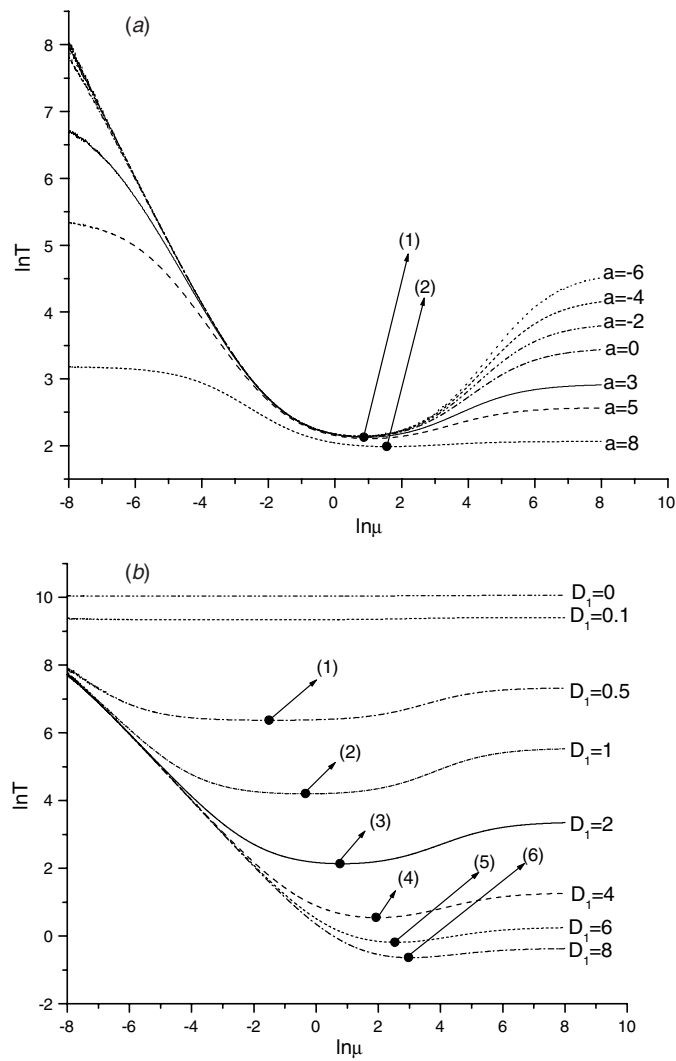 (a)
8
7
6
5
4
3
2
lnT
(1)
(2)
a=-6
a=-4
a=-2
a=0
a=3
a=5
a=8
-8 -6 -4 -2 0 2 4 6 8 10
lnμ
(b)
10
8
6
4
2
0
-2
lnT
D1=0
D1=0.1
(1)
D1=0.5
(2)
D1=1
(3)
D1=2
(4)
(5)
(6)
D1=4
D1=6
D1=8
-8 -6 -4 -2 0 2 4 6 8 10
lnμ